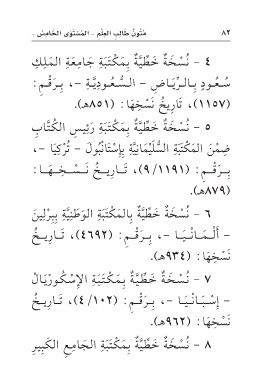 ٨٢ مُتُونُ طَالِبِ العِلْمِ - المُسْتَوَى الخَامِسُ -
٤ - نُسْخَةٌ خَطِّيَّةٌ بِمَكْتَبَةِ جَامِعَةِ المَلِكِ
سُعُودٍ بِالرِّيَاضِ - السُّعُودِيَّةِ -، بِرَقْمِ:
(١١٥٧)، تَارِيخُ نَسْخِهَا: (٨٥١هـ).
٥ - نُسْخَةٌ خَطِّيَّةٌ بِمَكْتَبَةِ رَئِيسِ الكُتَّابِ
ضِمْنَ المَكْتَبَةِ السُّلَيْمَانِيَّةِ بِإِسْتَانْبُولَ - تُرْكِيَا -،
بِرَقْمِ: (٩/١١٩١)، تَارِيخُ نَسْخِهَا:
(٨٧٩هـ).
٦ - نُسْخَةٌ خَطِّيَّةٌ بِالمَكْتَبَةِ الوَطَنِيَّةِ بِبِرْلِينَ
- أَلْمَانْيَا -، بِرَقْمِ: (٤٦٩٢)، تَارِيخُ
نَسْخِهَا: (٩٣٤هـ).
٧ - نُسْخَةٌ خَطِّيَّةٌ بِمَكْتَبَةِ الإِسْكُورْيَالْ
- إِسْبَانْيَا -، بِرَقْمِ: (٤/١٠٢)، تَارِيخُ
نَسْخِهَا: (٩٦٢هـ).
٨ - نُسْخَةٌ خَطِّيَّةٌ بِمَكْتَبَةِ الجَامِعِ الكَبِيرِ